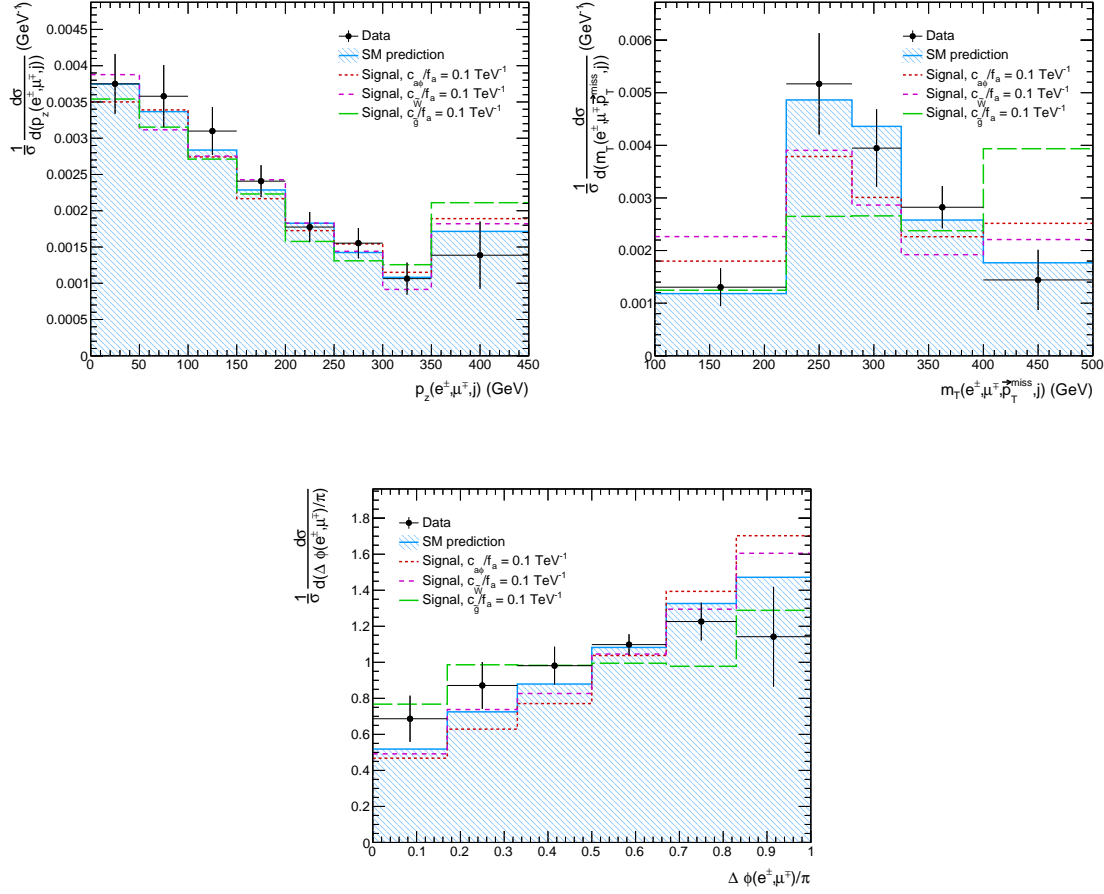 1/σ dσ/d(p_z(e±,μ∓,j)) (GeV⁻¹)
0.0045
0.004
0.0035
0.003
0.0025
0.002
0.0015
0.001
0.0005
0
Data
SM prediction
Signal, c_aφ/f_a = 0.1 TeV⁻¹
Signal, c_W̃/f_a = 0.1 TeV⁻¹
Signal, c_g̃/f_a = 0.1 TeV⁻¹
0 50 100 150 200 250 300 350 400 450
p_z(e±,μ∓,j) (GeV)
1/σ dσ/d(m_T(e±,μ∓,p⃗_T^miss,j)) (GeV⁻¹)
0.006
0.005
0.004
0.003
0.002
0.001
0
Data
SM prediction
Signal, c_aφ/f_a = 0.1 TeV⁻¹
Signal, c_W̃/f_a = 0.1 TeV⁻¹
Signal, c_g̃/f_a = 0.1 TeV⁻¹
100 150 200 250 300 350 400 450 500
m_T(e±,μ∓,p⃗_T^miss,j) (GeV)
1/σ dσ/d(Δ φ(e±,μ∓)/π)
1.8
1.6
1.4
1.2
1
0.8
0.6
0.4
0.2
0
Data
SM prediction
Signal, c_aφ/f_a = 0.1 TeV⁻¹
Signal, c_W̃/f_a = 0.1 TeV⁻¹
Signal, c_g̃/f_a = 0.1 TeV⁻¹
0 0.1 0.2 0.3 0.4 0.5 0.6 0.7 0.8 0.9 1
Δ φ(e±,μ∓)/π